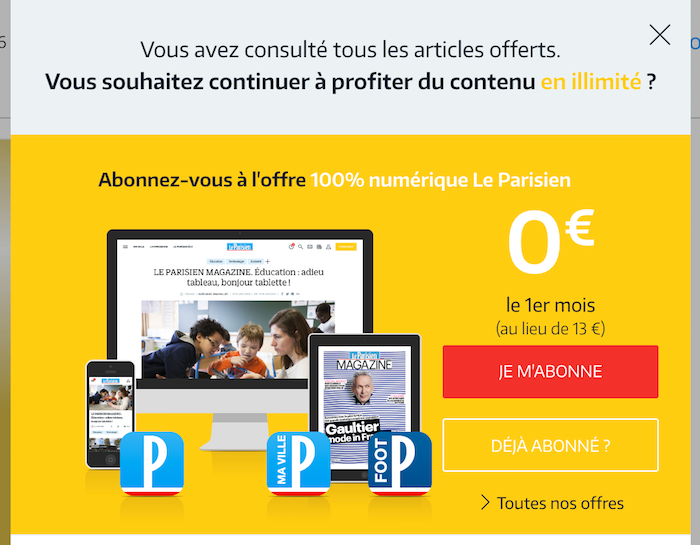 6
Vous avez consulté tous les articles offerts.
Vous souhaitez continuer à profiter du contenu en illimité ?
Abonnez-vous à l'offre 100% numérique Le Parisien
0€
le 1er mois
(au lieu de 13 €)
JE M'ABONNE
DÉJÀ ABONNÉ ?
Toutes nos offres
Le Parisien
LE PARISIEN MAGAZINE. Éducation : adieu
tableau, bonjour tablette !
Le Parisien
MAGAZINE
Gaultier
mode in Fr
P
MA VILLE
P
FOOT
P